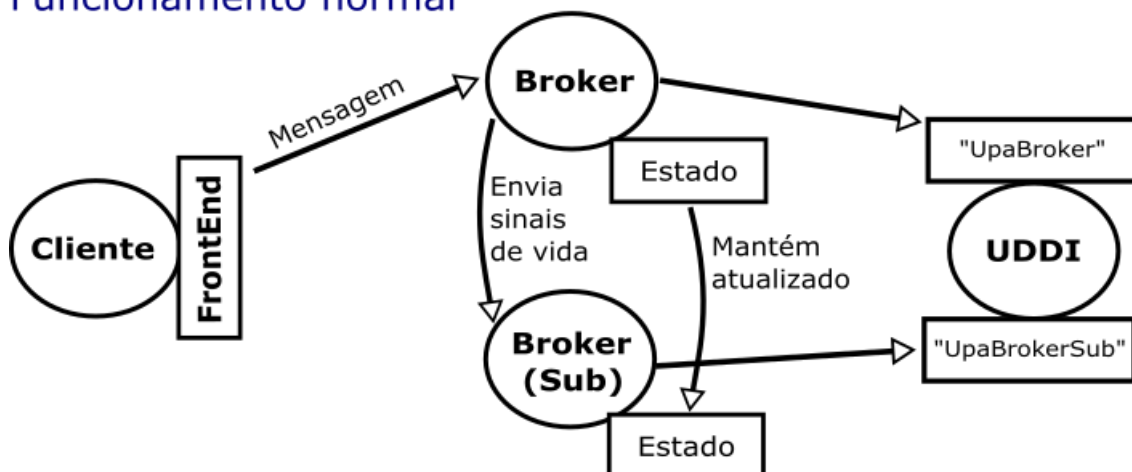 Funcionamento normal
Mensagem
Broker
"UpaBroker"
Estado
Envia
sinais
de vida
Cliente
FrontEnd
Mantém
atualizado
UDDI
Broker
(Sub)
"UpaBrokerSub"
Estado